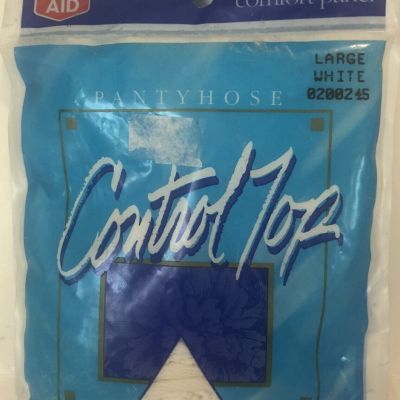 AID
comfort panel
LARGE
WHITE
0200245
PANTYHOSE
Control Top